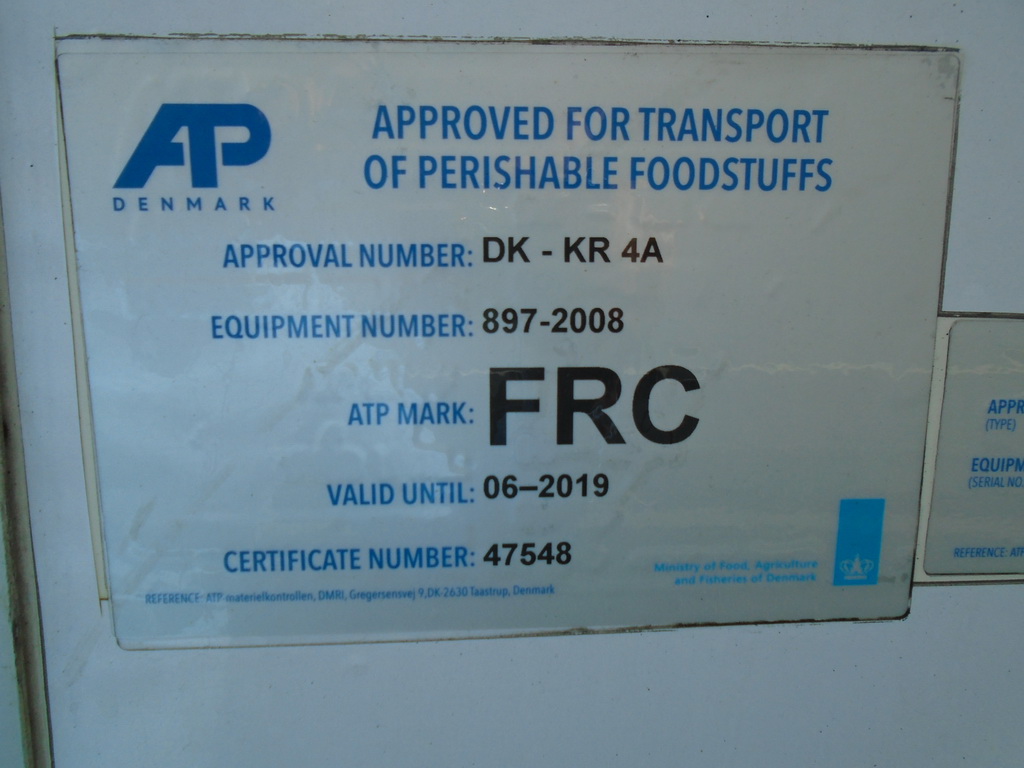 ATP
DENMARK
APPROVED FOR TRANSPORT
OF PERISHABLE FOODSTUFFS
APPROVAL NUMBER: DK - KR 4A
EQUIPMENT NUMBER: 897-2008
ATP MARK: FRC
VALID UNTIL: 06–2019
CERTIFICATE NUMBER: 47548
REFERENCE: ATP-materielkontrollen, DMRI, Gregersensvej 9,DK-2630 Taastrup, Denmark
Ministry of Food, Agriculture
and Fisheries of Denmark
APPR
(TYPE)
EQUIPM
(SERIAL NO.
REFERENCE: ATP